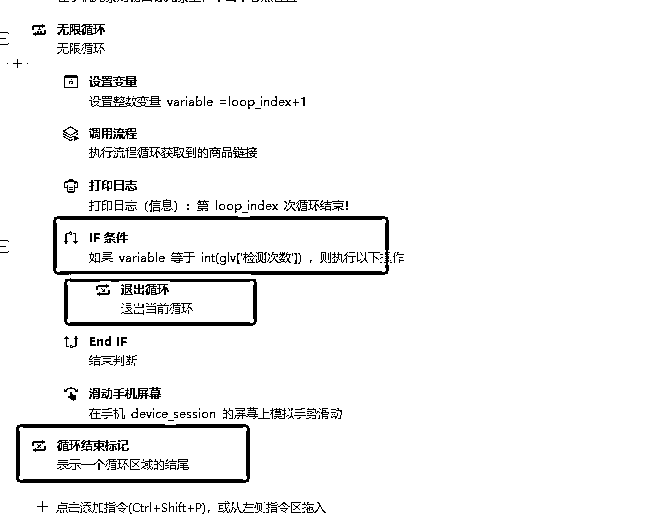 无限循环
无限循环
设置变量
设置整数变量 variable =loop_index+1
调用流程
执行流程循环获取到的商品链接
打印日志
打印日志（信息）：第 loop_index 次循环结束!
IF 条件
如果 variable 等于 int(glv['检测次数']) ，则执行以下操作
退出循环
退出当前循环
End IF
结束判断
滑动手机屏幕
在手机 device_session 的屏幕上模拟手势滑动
循环结束标记
表示一个循环区域的结尾
点击添加指令(Ctrl+Shift+P)，或从左侧指令区拖入